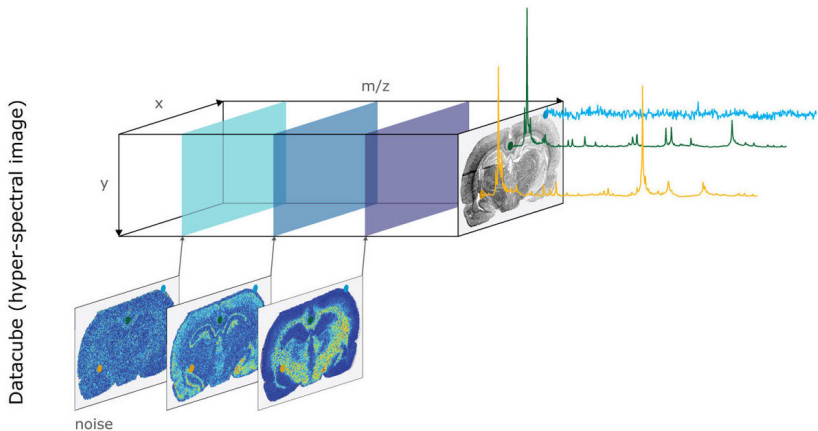 Datacube (hyper-spectral image)
m/z
x
y
noise